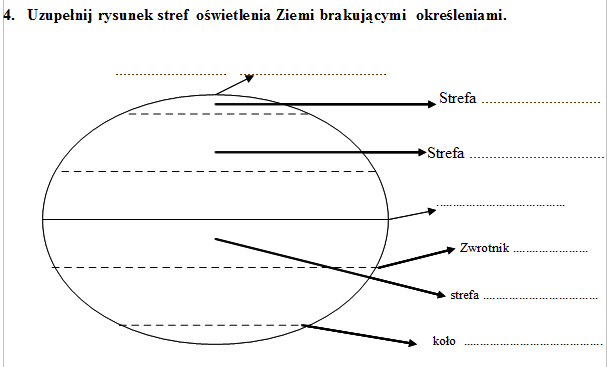 4. Uzupełnij rysunek stref oświetlenia Ziemi brakującymi określeniami.
........................... ...............................
Strefa .............................
Strefa .................................
...............................
Zwrotnik ........................
strefa ...................................
koło ..........................................